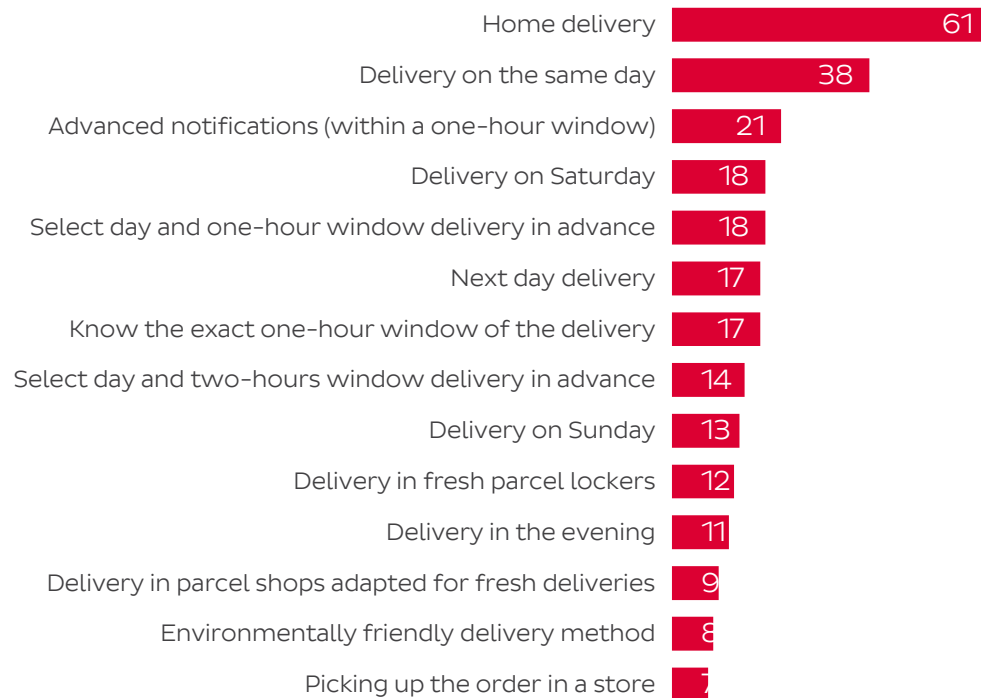 Home delivery 61
Delivery on the same day 38
Advanced notifications (within a one-hour window) 21
Delivery on Saturday 18
Select day and one-hour window delivery in advance 18
Next day delivery 17
Know the exact one-hour window of the delivery 17
Select day and two-hours window delivery in advance 14
Delivery on Sunday 13
Delivery in fresh parcel lockers 12
Delivery in the evening 11
Delivery in parcel shops adapted for fresh deliveries 9
Environmentally friendly delivery method 8
Picking up the order in a store 7